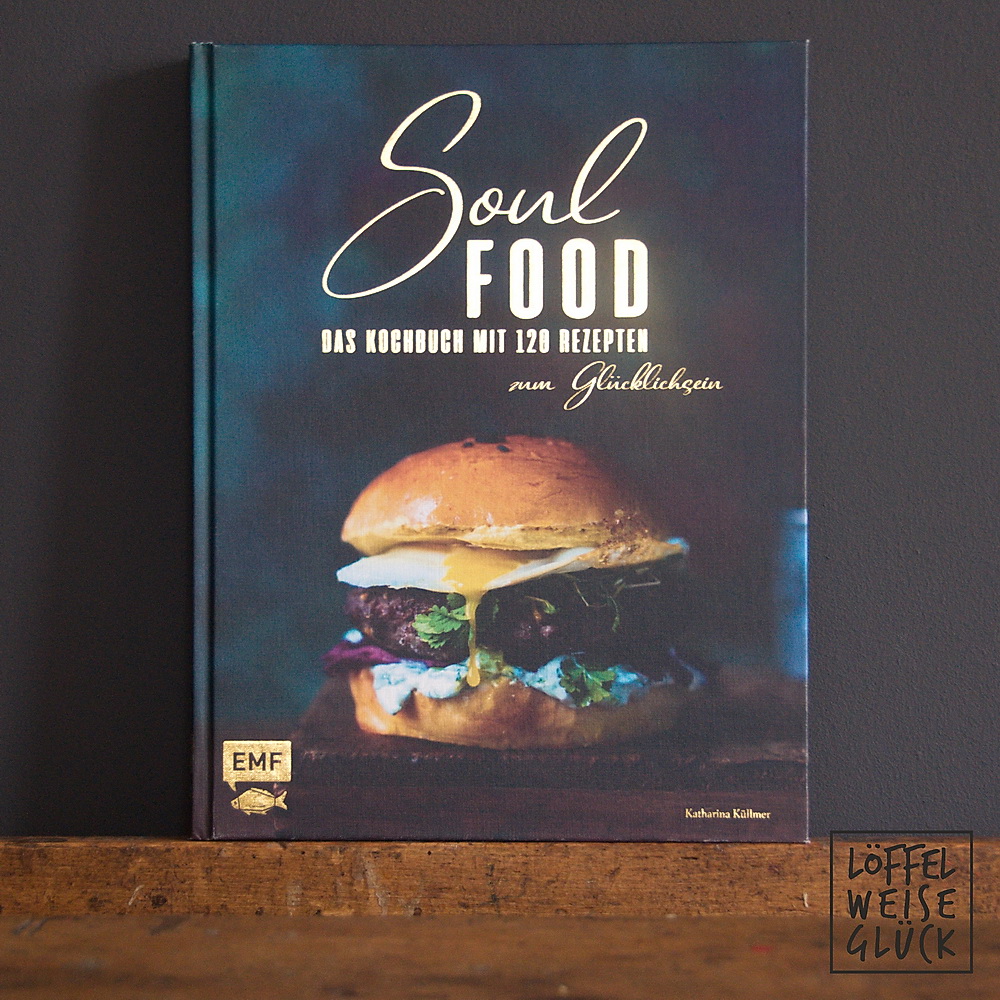 Soul
FOOD
DAS KOCHBUCH MIT 120 REZEPTEN
zum Glücklichsein
EMF
Katharina Küllmer
LÖFFEL
WEISE
GLÜCK